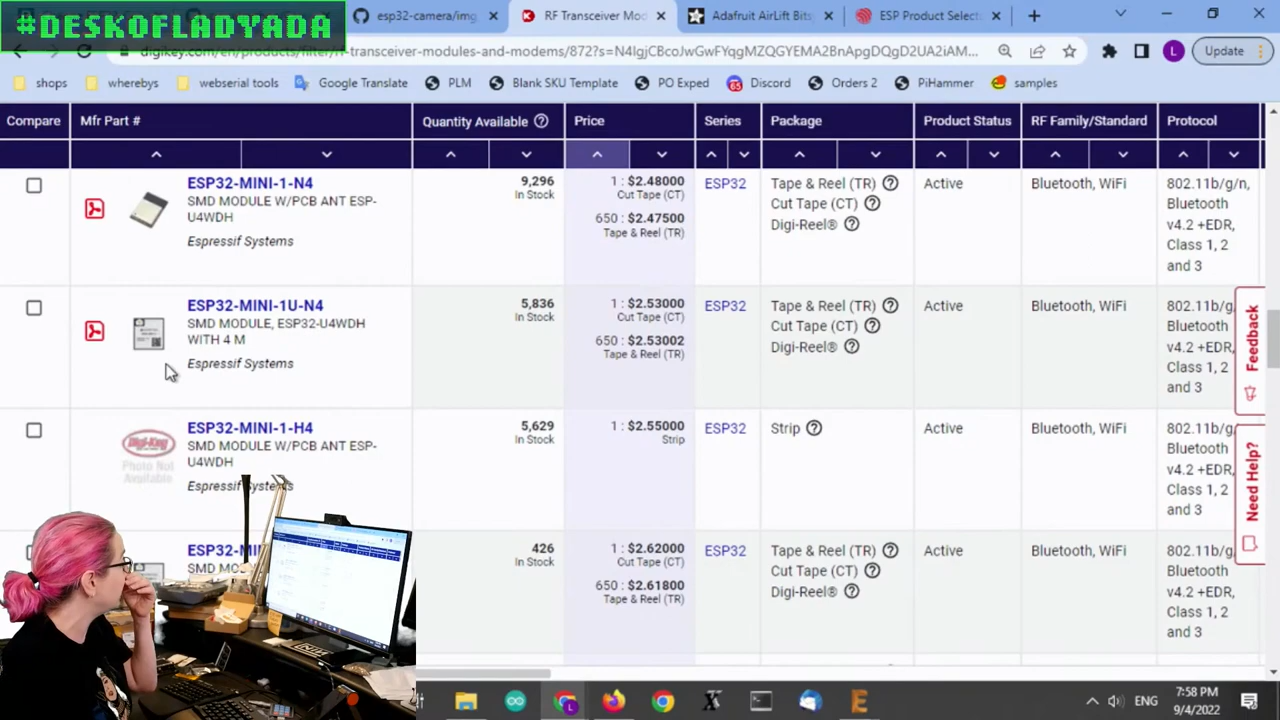 #DESKOFLADYADA
esp32-camera/img
RF Transceiver Mod
Adafruit AirLift Bits
ESP Product Select
digikey.com/en/products/filter/rf-transceiver-modules-and-modems/872?s=N4IgjCBcoJwGwFYqgMZQGYEMA2BnApgDQgD2UA2iAM...
L
Update
shops
whereby
webserial tools
Google Translate
PLM
Blank SKU Template
PO Exped
65
Discord
Orders 2
PiHammer
samples
Compare
Mfr Part #
Quantity Available
Price
Series
Package
Product Status
RF Family/Standard
Protocol
ESP32-MINI-1-N4
SMD MODULE W/PCB ANT ESP-
U4WDH
Espressif Systems
9,296
In Stock
1 : $2.48000
Cut Tape (CT)
650 : $2.47500
Tape & Reel (TR)
ESP32
Tape & Reel (TR)
Cut Tape (CT)
Digi-Reel®
Active
Bluetooth, WiFi
802.11b/g/n,
Bluetooth
v4.2 +EDR,
Class 1, 2
and 3
ESP32-MINI-1U-N4
SMD MODULE, ESP32-U4WDH
WITH 4 M
Espressif Systems
5,836
In Stock
1 : $2.53000
Cut Tape (CT)
650 : $2.53002
Tape & Reel (TR)
ESP32
Tape & Reel (TR)
Cut Tape (CT)
Digi-Reel®
Active
Bluetooth, WiFi
802.11b/g
Bluetooth
v4.2 +EDR,
Class 1, 2
and 3
ESP32-MINI-1-H4
SMD MODULE W/PCB ANT ESP-
U4WDH
Espressif Systems
Digi-Key
Photo Not
Available
5,629
In Stock
1 : $2.55000
Strip
ESP32
Strip
Active
Bluetooth, WiFi
802.11b/g/n,
Bluetooth
v4.2 +EDR,
Class 1, 2
and 3
ESP32-MI
SMD MO
426
In Stock
1 : $2.62000
Cut Tape (CT)
650 : $2.61800
Tape & Reel (TR)
ESP32
Tape & Reel (TR)
Cut Tape (CT)
Digi-Reel®
Active
Bluetooth, WiFi
802.11b/g
Bluetooth
v4.2 +EDR,
Class 1, 2
and 3
Feedback
Need Help?
ENG
7:58 PM
9/4/2022